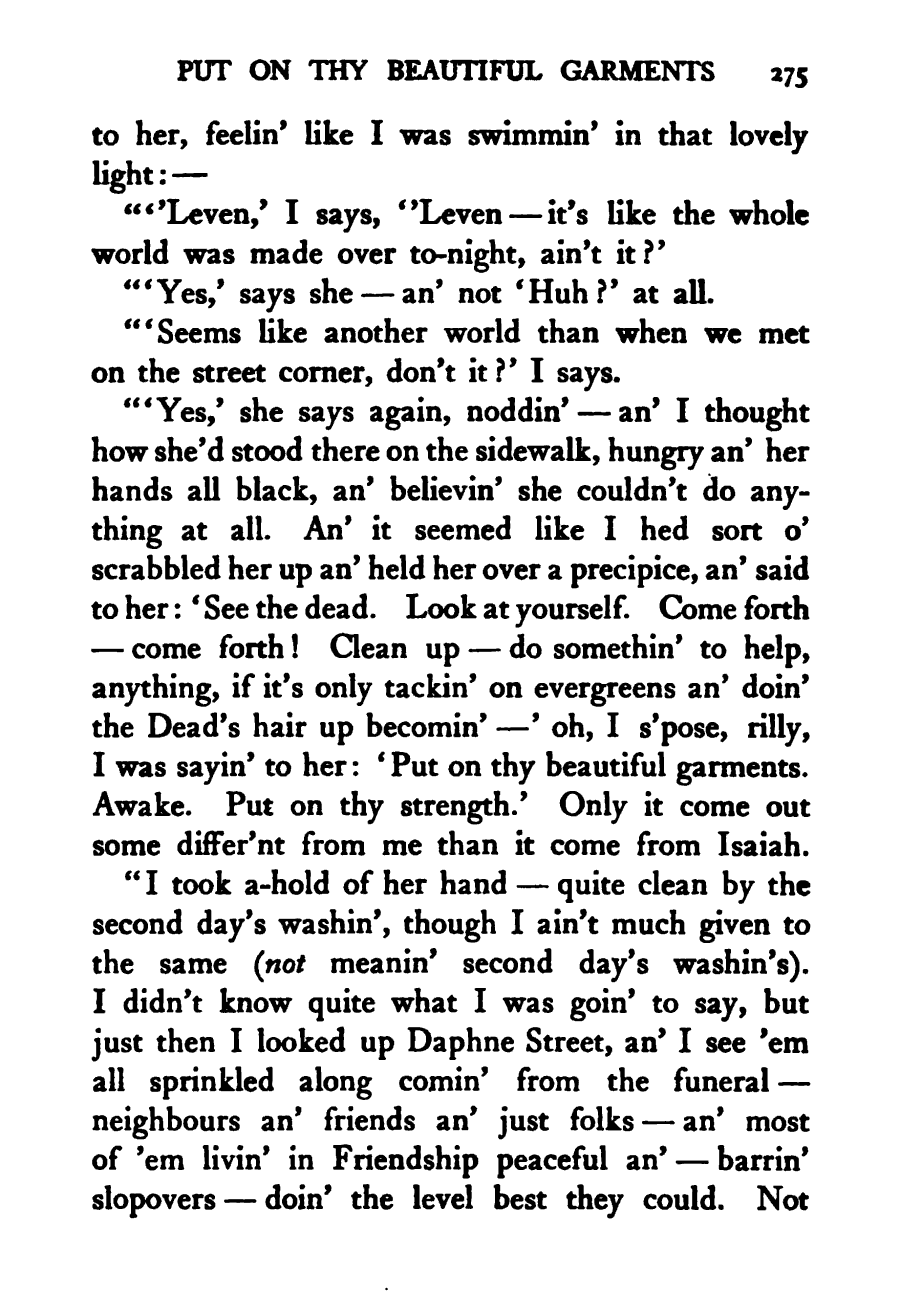 PUT ON THY BEAUTIFUL GARMENTS 275
to her, feelin’ like I was swimmin’ in that lovely
light: —
“‘’Leven,’ I says, ‘’Leven — it’s like the whole
world was made over to-night, ain’t it?’
“‘Yes,’ says she — an’ not ‘Huh?’ at all.
“‘Seems like another world than when we met
on the street corner, don’t it?’ I says.
“‘Yes,’ she says again, noddin’ — an’ I thought
how she’d stood there on the sidewalk, hungry an’ her
hands all black, an’ believin’ she couldn’t do any-
thing at all. An’ it seemed like I hed sort o’
scrabbled her up an’ held her over a precipice, an’ said
to her: ‘See the dead. Look at yourself. Come forth
— come forth! Clean up — do somethin’ to help,
anything, if it’s only tackin’ on evergreens an’ doin’
the Dead’s hair up becomin’ —’ oh, I s’pose, rilly,
I was sayin’ to her: ‘Put on thy beautiful garments.
Awake. Put on thy strength.’ Only it come out
some differ’nt from me than it come from Isaiah.
“I took a-hold of her hand — quite clean by the
second day’s washin’, though I ain’t much given to
the same (not meanin’ second day’s washin’s).
I didn’t know quite what I was goin’ to say, but
just then I looked up Daphne Street, an’ I see ’em
all sprinkled along comin’ from the funeral —
neighbours an’ friends an’ just folks — an’ most
of ’em livin’ in Friendship peaceful an’ — barrin’
slopovers — doin’ the level best they could. Not